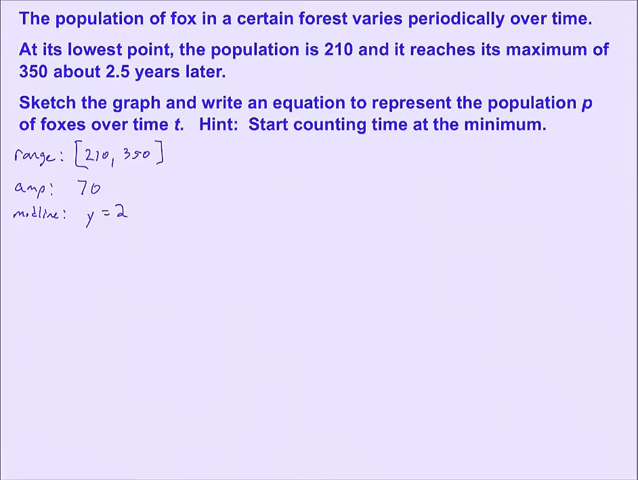 The population of fox in a certain forest varies periodically over time.
At its lowest point, the population is 210 and it reaches its maximum of
350 about 2.5 years later.
Sketch the graph and write an equation to represent the population p
of foxes over time t. Hint: Start counting time at the minimum.
range: [210, 350]
amp: 70
midline: y = 2